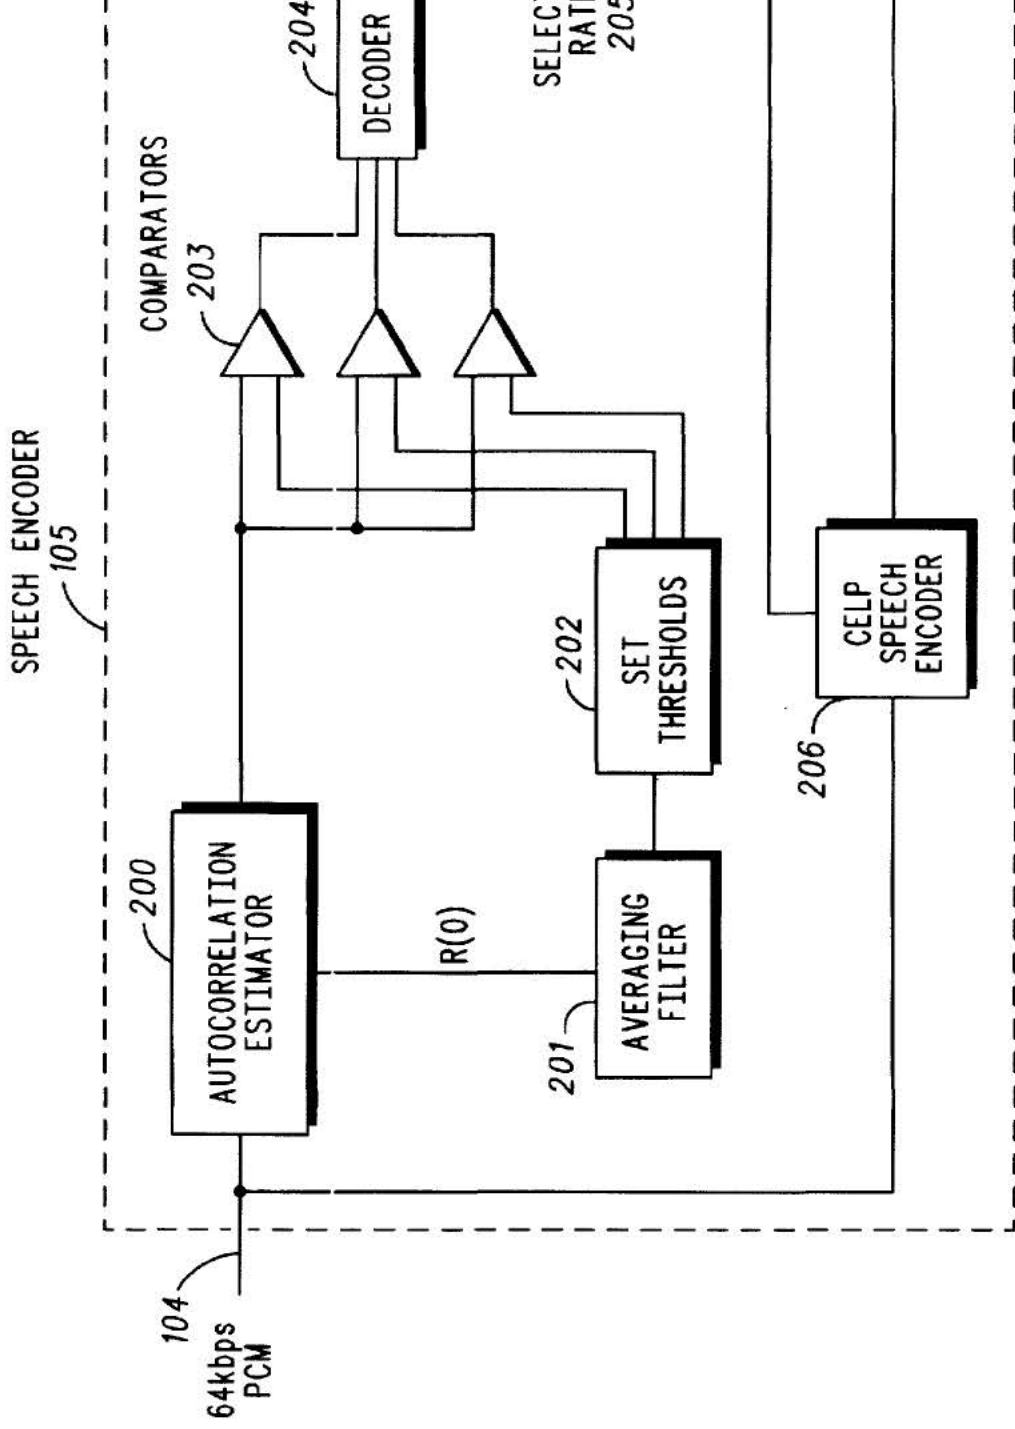 SPEECH ENCODER
105
COMPARATORS
203
204
DECODER
205
200
AUTOCORRELATION
ESTIMATOR
R(0)
202
SET
THRESHOLDS
201
AVERAGING
FILTER
206
CELP
SPEECH
ENCODER
104
64kbps
PCM